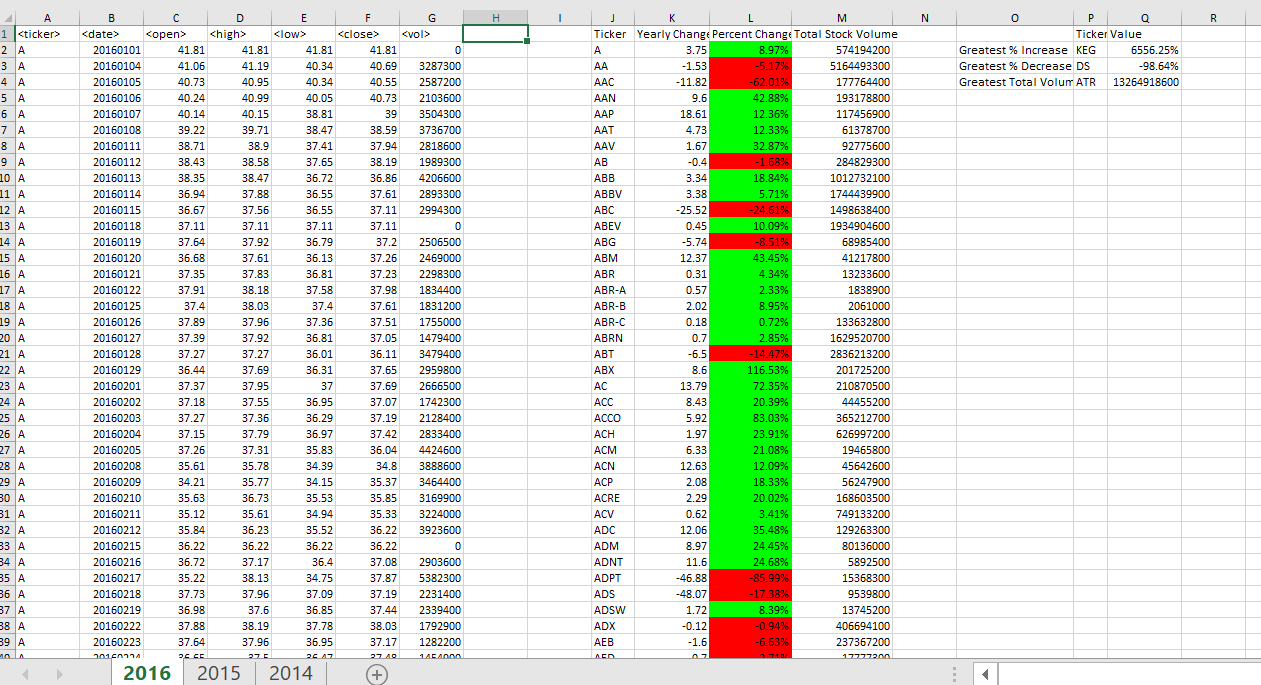 A B C D E F G H I J K L M N O P Q R
1 <ticker> <date> <open> <high> <low> <close> <vol> Ticker Yearly Change Percent Change Total Stock Volume Ticker Value
2 A 20160101 41.81 41.81 41.81 41.81 0 A 3.75 8.97% 574194200 Greatest % Increase KEG 6556.25%
3 A 20160104 41.06 41.19 40.34 40.69 3287300 AA -1.53 -5.17% 5164493300 Greatest % Decrease DS -98.64%
4 A 20160105 40.73 40.95 40.34 40.55 2587200 AAC -11.82 -62.01% 177764400 Greatest Total Volum ATR 13264918600
5 A 20160106 40.24 40.99 40.05 40.73 2103600 AAN 9.6 42.88% 193178800
6 A 20160107 40.14 40.15 38.81 39 3504300 AAP 18.61 12.36% 117456900
7 A 20160108 39.22 39.71 38.47 38.59 3736700 AAT 4.73 12.33% 61378700
8 A 20160111 38.71 38.9 37.41 37.94 2818600 AAV 1.67 32.87% 92775600
9 A 20160112 38.43 38.58 37.65 38.19 1989300 AB -0.4 -1.68% 284829300
10 A 20160113 38.35 38.47 36.72 36.86 4206600 ABB 3.34 18.84% 1012732100
11 A 20160114 36.94 37.88 36.55 37.61 2893300 ABBV 3.38 5.71% 1744439900
12 A 20160115 36.67 37.56 36.55 37.11 2994300 ABC -25.52 -24.61% 1498638400
13 A 20160118 37.11 37.11 37.11 37.11 0 ABEV 0.45 10.09% 1934904600
14 A 20160119 37.64 37.92 36.79 37.2 2506500 ABG -5.74 -8.51% 68985400
15 A 20160120 36.68 37.61 36.13 37.26 2469000 ABM 12.37 43.45% 41217800
16 A 20160121 37.35 37.83 36.81 37.23 2298300 ABR 0.31 4.34% 13233600
17 A 20160122 37.91 38.18 37.58 37.98 1834400 ABR-A 0.57 2.33% 1838900
18 A 20160125 37.4 38.03 37.4 37.61 1831200 ABR-B 2.02 8.95% 2061000
19 A 20160126 37.89 37.96 37.36 37.51 1755000 ABR-C 0.18 0.72% 133632800
20 A 20160127 37.39 37.92 36.81 37.05 1479400 ABRN 0.7 2.85% 1629520700
21 A 20160128 37.27 37.27 36.01 36.11 3479400 ABT -6.5 -14.47% 2836213200
22 A 20160129 36.44 37.69 36.31 37.65 2959800 ABX 8.6 116.53% 201725200
23 A 20160201 37.37 37.95 37 37.69 2666500 AC 13.79 72.35% 210870500
24 A 20160202 37.18 37.55 36.95 37.07 1742300 ACC 8.43 20.39% 44455200
25 A 20160203 37.27 37.36 36.29 37.19 2128400 ACCO 5.92 83.03% 365212700
26 A 20160204 37.15 37.79 36.97 37.42 2833400 ACH 1.97 23.91% 626997200
27 A 20160205 37.26 37.31 35.83 36.04 4424600 ACM 6.33 21.08% 19465800
28 A 20160208 35.61 35.78 34.39 34.8 3888600 ACN 12.63 12.09% 45642600
29 A 20160209 34.21 35.77 34.15 35.37 3464400 ACP 2.08 18.33% 56247900
30 A 20160210 35.63 36.73 35.53 35.85 3169900 ACRE 2.29 20.02% 168603500
31 A 20160211 35.12 35.61 34.94 35.33 3224000 ACV 0.62 3.41% 749133200
32 A 20160212 35.84 36.23 35.52 36.22 3923600 ADC 12.06 35.48% 129263300
33 A 20160215 36.22 36.22 36.22 36.22 0 ADM 8.97 24.45% 80136000
34 A 20160216 36.72 37.17 36.4 37.08 2903600 ADNT 11.6 24.68% 5892500
35 A 20160217 35.22 38.13 34.75 37.87 5382300 ADPT -46.88 -85.99% 15368300
36 A 20160218 37.73 37.96 37.09 37.19 2231400 ADS -48.07 -17.38% 9539800
37 A 20160219 36.98 37.6 36.85 37.44 2339400 ADSW 1.72 8.39% 13745200
38 A 20160222 37.88 38.19 37.78 38.03 1792900 ADX -0.12 -0.94% 406694100
39 A 20160223 37.64 37.96 36.95 37.17 1282200 AEB -1.6 -6.63% 237367200
2016 2015 2014